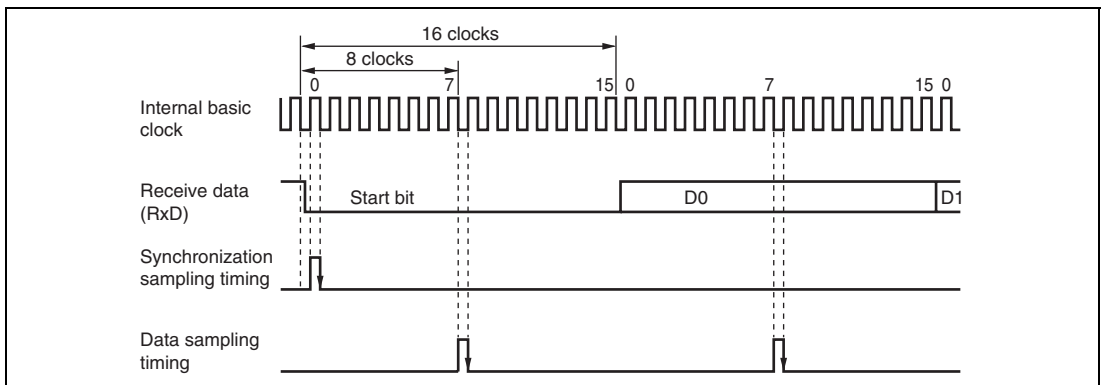 16 clocks
8 clocks
0 7 15 0 7 15 0
Internal basic
clock
Receive data
(RxD)
Start bit D0 D1
Synchronization
sampling timing
Data sampling
timing